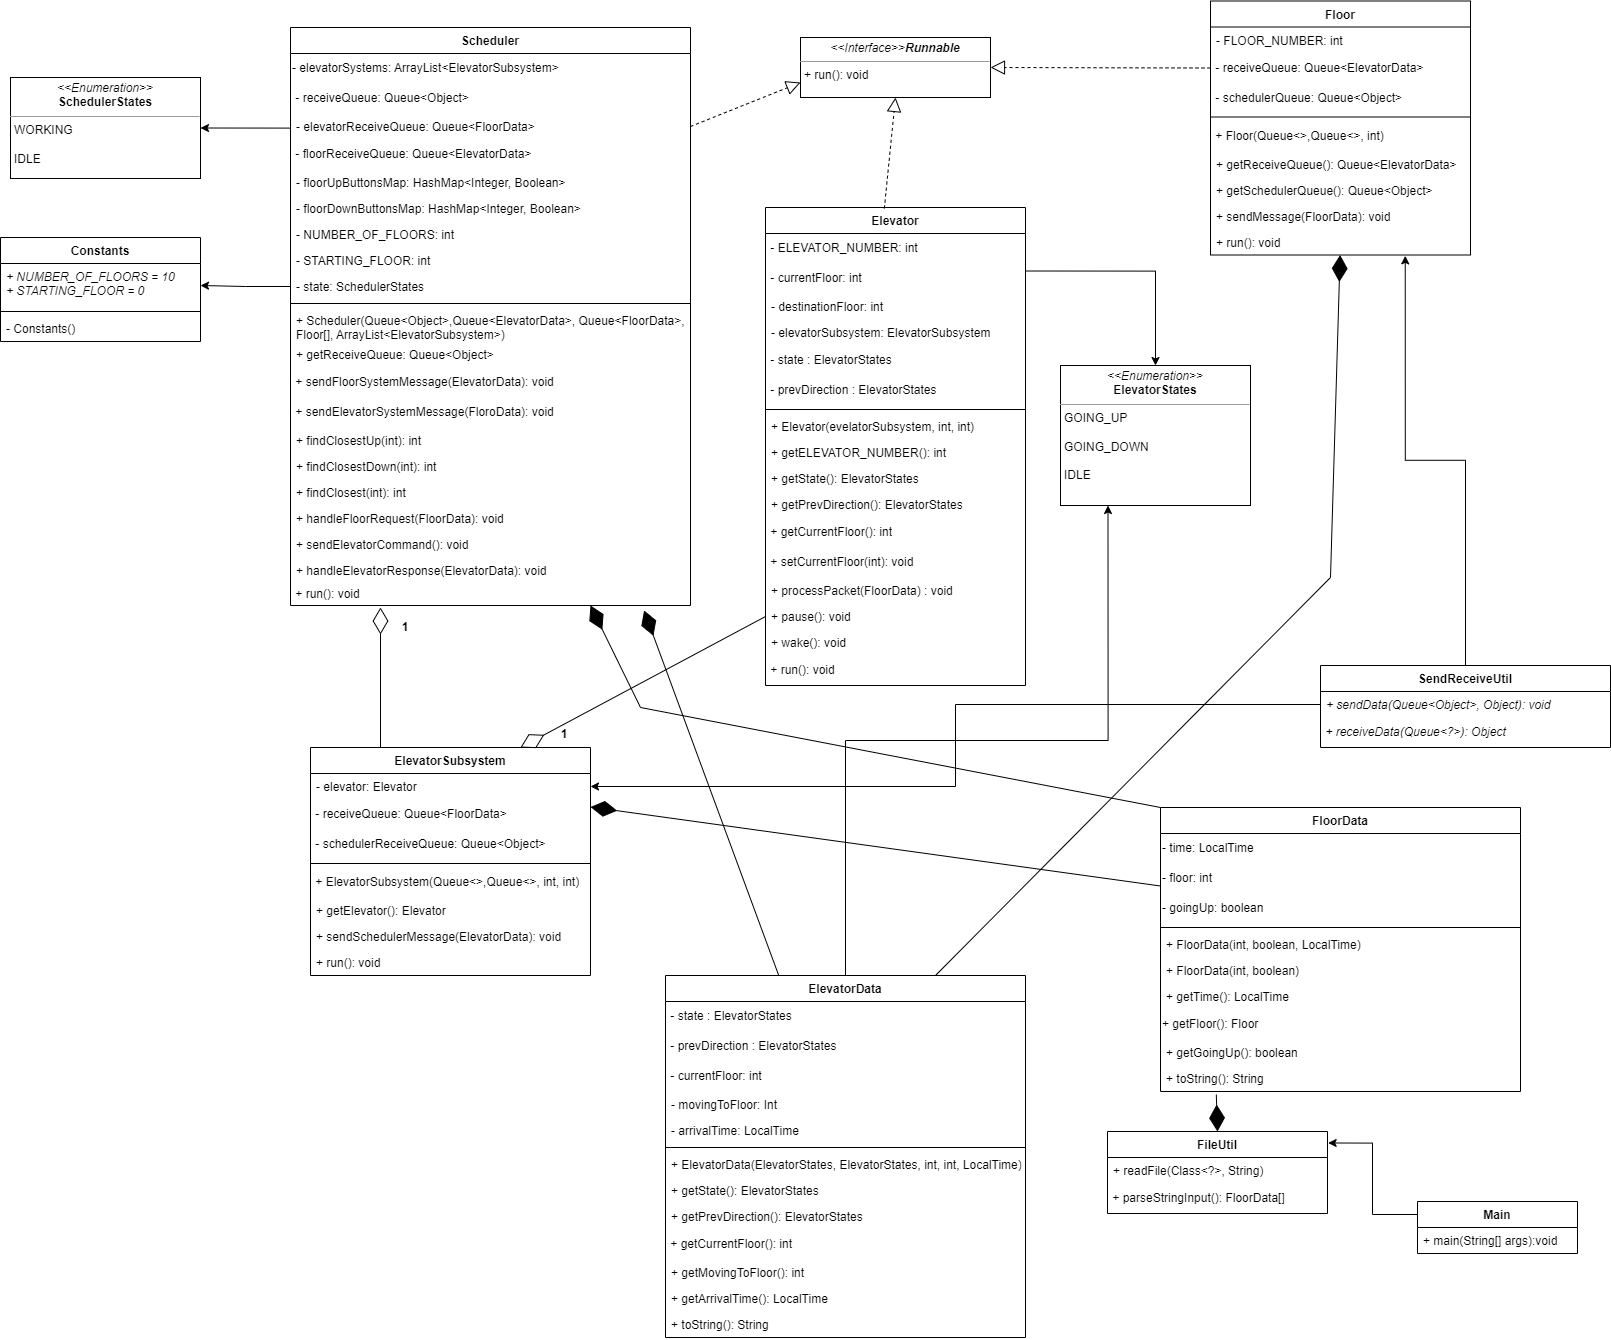 Scheduler
- elevatorSystems: ArrayList<ElevatorSubsystem>
- receiveQueue: Queue<Object>
- elevatorReceiveQueue: Queue<FloorData>
- floorReceiveQueue: Queue<ElevatorData>
- floorUpButtonsMap: HashMap<Integer, Boolean>
- floorDownButtonsMap: HashMap<Integer, Boolean>
- NUMBER_OF_FLOORS: int
- STARTING_FLOOR: int
- state: SchedulerStates
+ Scheduler(Queue<Object>,Queue<ElevatorData>, Queue<FloorData>,
Floor[], ArrayList<ElevatorSubsystem>)
+ getReceiveQueue: Queue<Object>
+ sendFloorSystemMessage(ElevatorData): void
+ sendElevatorSystemMessage(FloroData): void
+ findClosestUp(int): int
+ findClosestDown(int): int
+ findClosest(int): int
+ handleFloorRequest(FloorData): void
+ sendElevatorCommand(): void
+ handleElevatorResponse(ElevatorData): void
+ run(): void
<<Enumeration>>
SchedulerStates
WORKING
IDLE
Constants
+ NUMBER_OF_FLOORS = 10
+ STARTING_FLOOR = 0
- Constants()
<<Interface>>Runnable
+ run(): void
Floor
- FLOOR_NUMBER: int
- receiveQueue: Queue<ElevatorData>
- schedulerQueue: Queue<Object>
+ Floor(Queue<>,Queue<>, int)
+ getReceiveQueue(): Queue<ElevatorData>
+ getSchedulerQueue(): Queue<Object>
+ sendMessage(FloorData): void
+ run(): void
Elevator
- ELEVATOR_NUMBER: int
- currentFloor: int
- destinationFloor: int
- elevatorSubsystem: ElevatorSubsystem
- state : ElevatorStates
- prevDirection : ElevatorStates
+ Elevator(evelatorSubsystem, int, int)
+ getELEVATOR_NUMBER(): int
+ getState(): ElevatorStates
+ getPrevDirection(): ElevatorStates
+ getCurrentFloor(): int
+ setCurrentFloor(int): void
+ processPacket(FloorData) : void
+ pause(): void
+ wake(): void
+ run(): void
<<Enumeration>>
ElevatorStates
GOING_UP
GOING_DOWN
IDLE
1
1
SendReceiveUtil
+ sendData(Queue<Object>, Object): void
+ receiveData(Queue<?>): Object
ElevatorSubsystem
- elevator: Elevator
- receiveQueue: Queue<FloorData>
- schedulerReceiveQueue: Queue<Object>
+ ElevatorSubsystem(Queue<>,Queue<>, int, int)
+ getElevator(): Elevator
+ sendSchedulerMessage(ElevatorData): void
+ run(): void
FloorData
- time: LocalTime
- floor: int
- goingUp: boolean
+ FloorData(int, boolean, LocalTime)
+ FloorData(int, boolean)
+ getTime(): LocalTime
+ getFloor(): Floor
+ getGoingUp(): boolean
+ toString(): String
ElevatorData
- state : ElevatorStates
- prevDirection : ElevatorStates
- currentFloor: int
- movingToFloor: Int
- arrivalTime: LocalTime
+ ElevatorData(ElevatorStates, ElevatorStates, int, int, LocalTime)
+ getState(): ElevatorStates
+ getPrevDirection(): ElevatorStates
+ getCurrentFloor(): int
+ getMovingToFloor(): int
+ getArrivalTime(): LocalTime
+ toString(): String
FileUtil
+ readFile(Class<?>, String)
+ parseStringInput(): FloorData[]
Main
+ main(String[] args):void